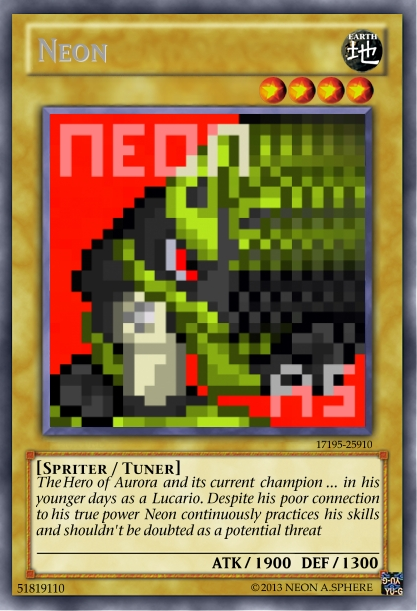 NEON
EARTH
地
NEON
AS
17195-25910
[SPRITER / TUNER]
The Hero of Aurora and its current champion ... in his
younger days as a Lucario. Despite his poor connection
to his true power Neon continuously practices his skills
and shouldn't be doubted as a potential threat
ATK / 1900 DEF / 1300
51819110
©2013 NEON A.SPHERE
YU-G